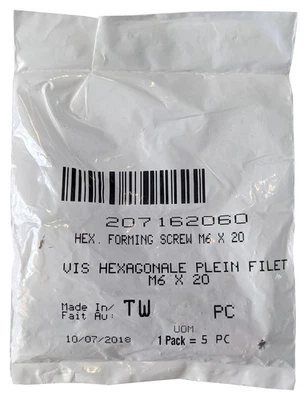 207162060
HEX. FORMING SCREW M6 X 20
VIS HEXAGONALE PLEIN FILET
M6 X 20
Made In/ TW PC
Fait Au:
UOM
10/07/2018 1 Pack = 5 PC